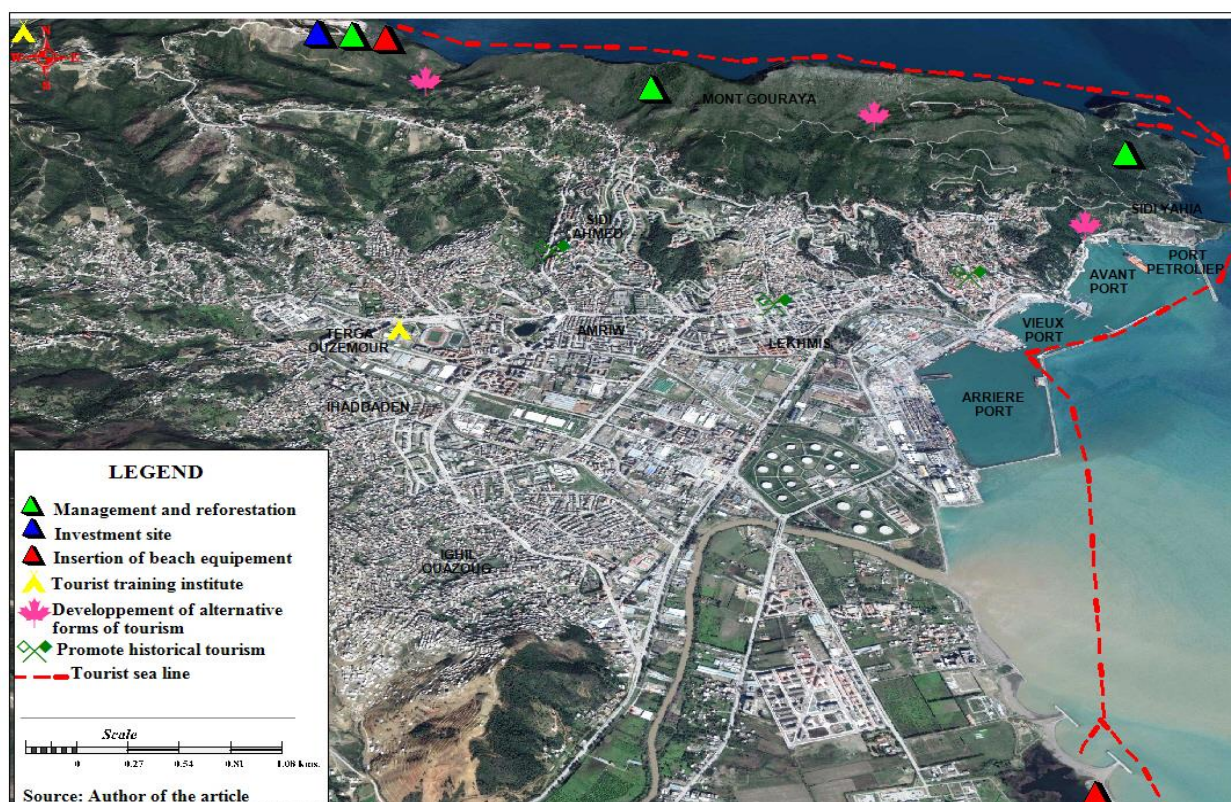 N
MONT GOURAYA
SIDI YAHIA
SIDI
AHMED
PORT
PETROLIER
AVANT
PORT
VIEUX
PORT
TERGA
OUZEMOUR
AMRIW
LEKHMIS
ARRIERE
PORT
IHADDADEN
IGHIL
OUAZOUG
LEGEND
Management and reforestation
Investment site
Insertion of beach equipement
Tourist training institute
Developpement of alternative
forms of tourism
Promote historical tourism
Tourist sea line
Scale
0 0.27 0.54 0.81 1.08 kms.
Source: Author of the article